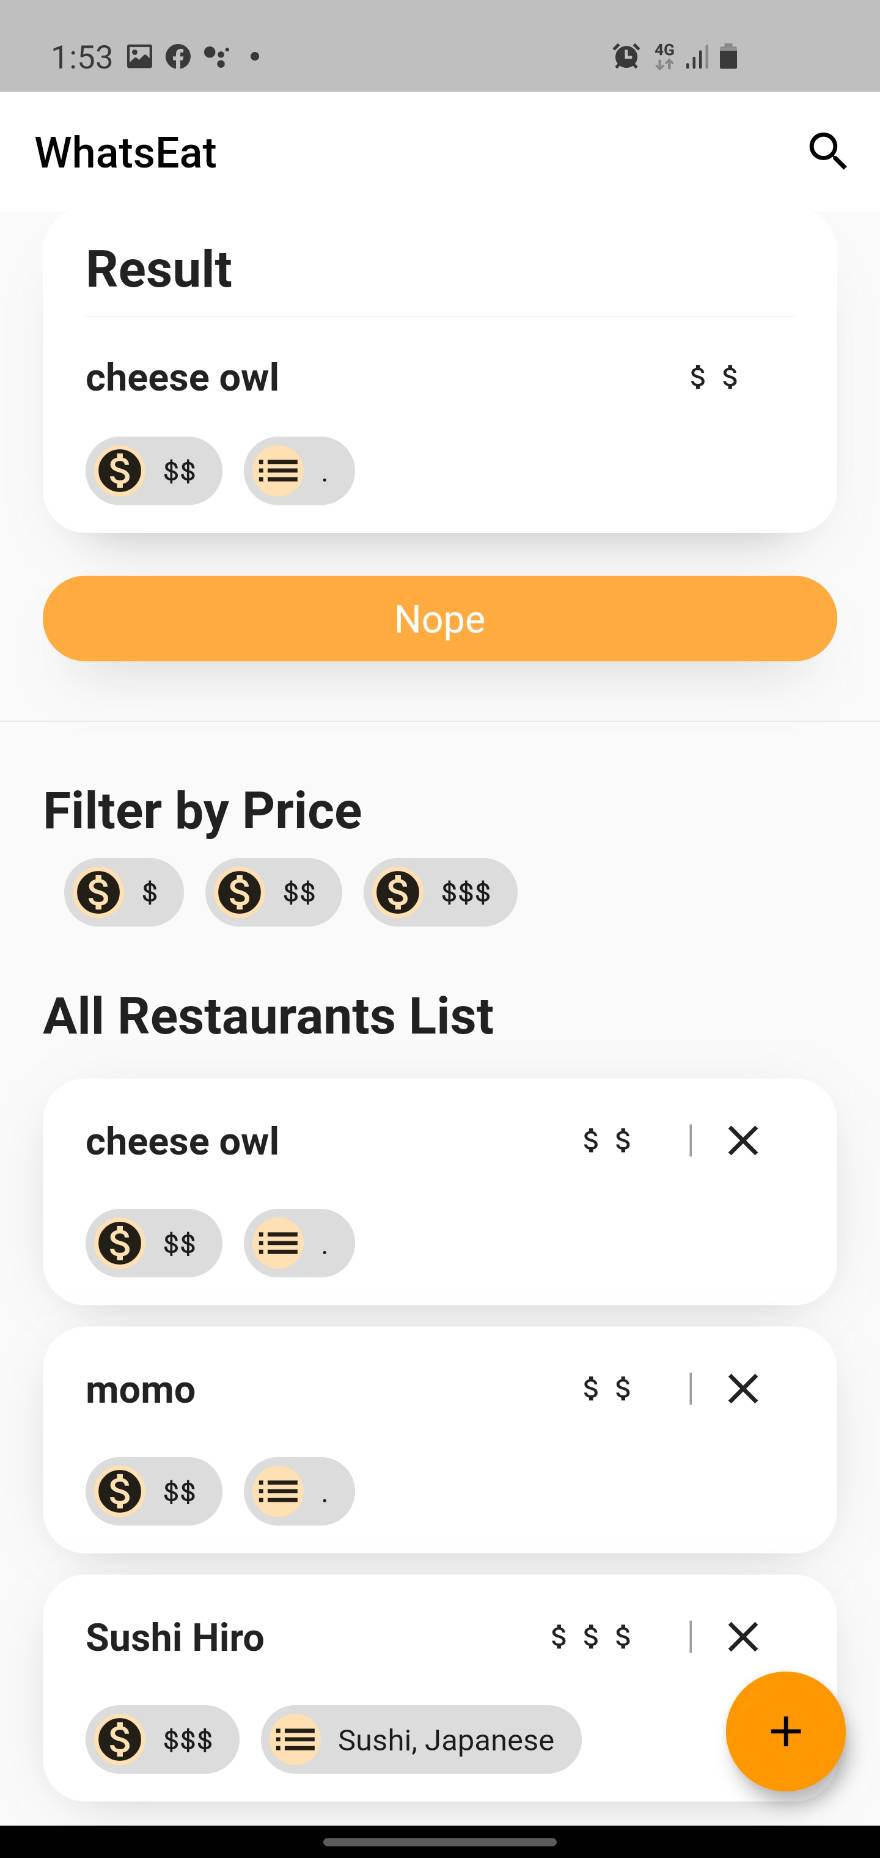 1:53 4G
WhatsEat
Result
cheese owl $ $
$ $$ .
Nope
Filter by Price
$ $ $ $$ $ $$$
All Restaurants List
cheese owl $ $ |
$ $$ .
momo $ $ |
$ $$ .
Sushi Hiro $ $ $ |
$ $$$ Sushi, Japanese
+